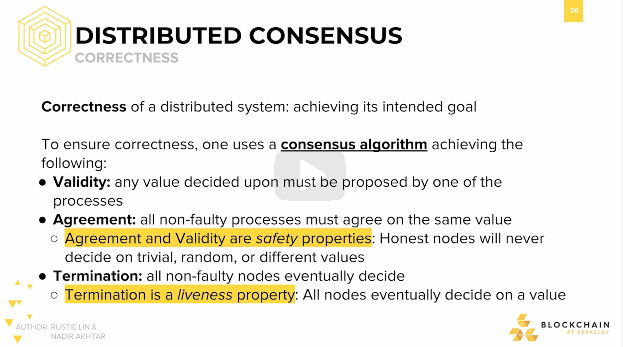 26
DISTRIBUTED CONSENSUS
CORRECTNESS
Correctness of a distributed system: achieving its intended goal
To ensure correctness, one uses a consensus algorithm achieving the
following:
● Validity: any value decided upon must be proposed by one of the
processes
● Agreement: all non-faulty processes must agree on the same value
○ Agreement and Validity are safety properties: Honest nodes will never
decide on trivial, random, or different values
● Termination: all non-faulty nodes eventually decide
○ Termination is a liveness property: All nodes eventually decide on a value
AUTHOR: RUSTIE LIN &
NADIR AKHTAR
BLOCKCHAIN
AT BERKELEY